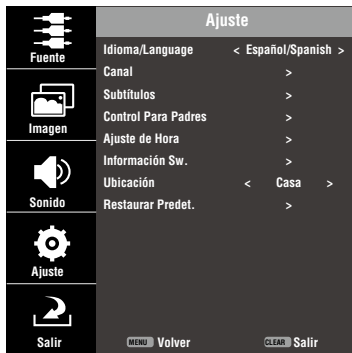 Ajuste
Fuente
Imagen
Sonido
Ajuste
Salir
Idioma/Language < Español/Spanish >
Canal >
Subtítulos >
Control Para Padres >
Ajuste de Hora >
Información Sw. >
Ubicación < Casa >
Restaurar Predet. >
MENU Volver CLEAR Salir